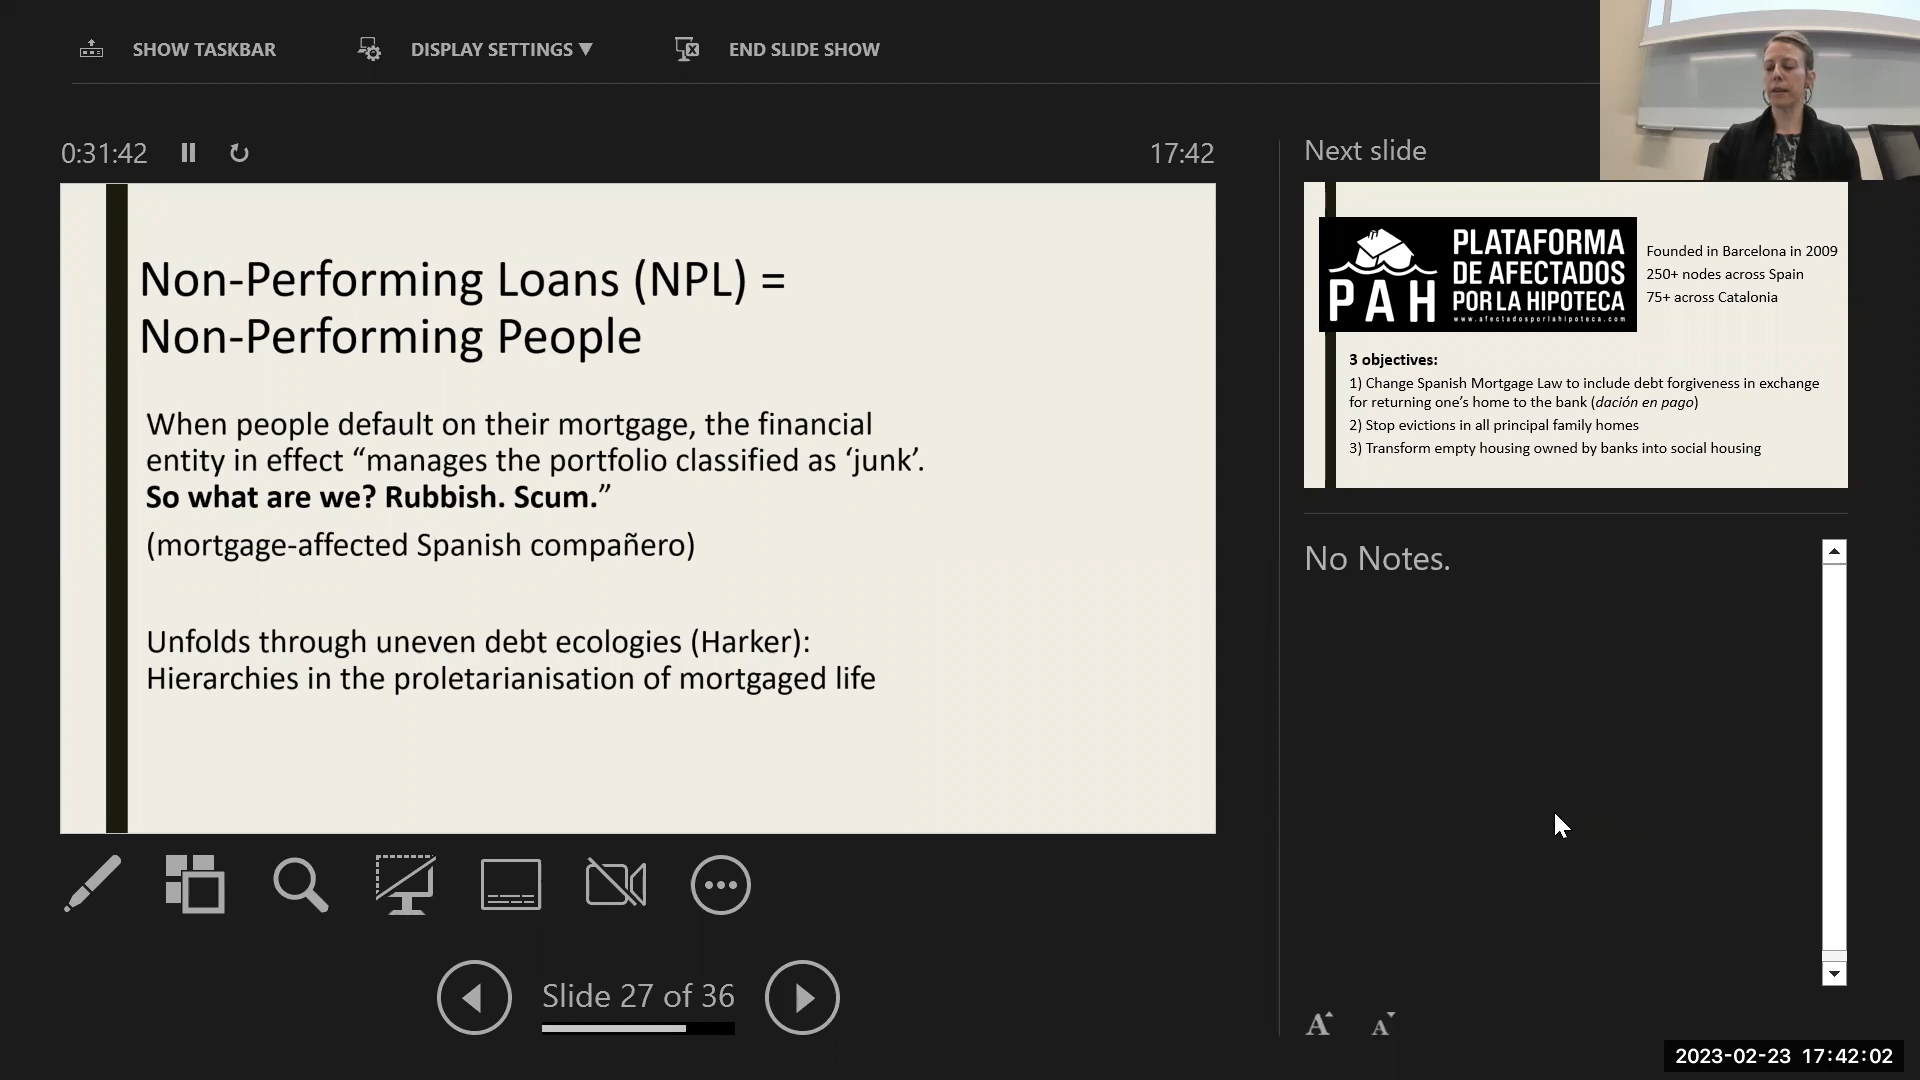 SHOW TASKBAR
DISPLAY SETTINGS ▼
END SLIDE SHOW
0:31:42
17:42
Non-Performing Loans (NPL) =
Non-Performing People
When people default on their mortgage, the financial
entity in effect “manages the portfolio classified as ‘junk’.
So what are we? Rubbish. Scum.”
(mortgage-affected Spanish compañero)
Unfolds through uneven debt ecologies (Harker):
Hierarchies in the proletarianisation of mortgaged life
Slide 27 of 36
Next slide
PAH
PLATAFORMA
DE AFECTADOS
POR LA HIPOTECA
www.afectadosporlahipoteca.com
Founded in Barcelona in 2009
250+ nodes across Spain
75+ across Catalonia
3 objectives:
1) Change Spanish Mortgage Law to include debt forgiveness in exchange
for returning one’s home to the bank (dación en pago)
2) Stop evictions in all principal family homes
3) Transform empty housing owned by banks into social housing
No Notes.
A A
2023-02-23 17:42:02